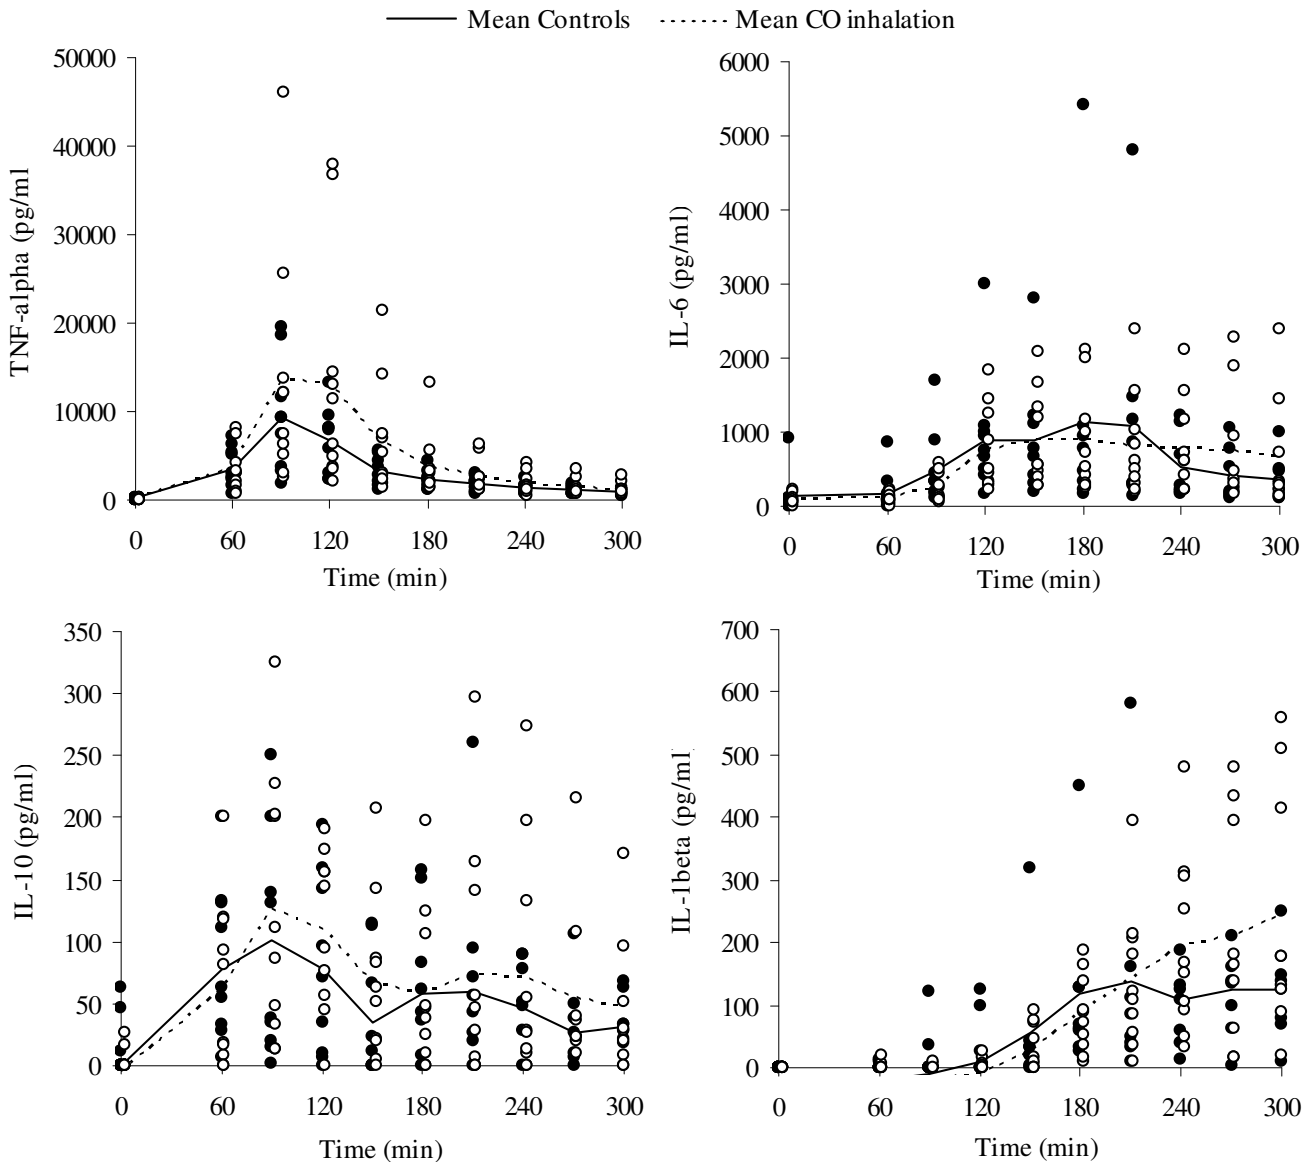 Mean Controls Mean CO inhalation
TNF-alpha (pg/ml
50000
40000
30000
20000
10000
0
0 60 120 180 240 300
Time (min)
IL-6 (pg/ml)
6000
5000
4000
3000
2000
1000
0
0 60 120 180 240 300
Time (min)
IL-10 (pg/ml)
350
300
250
200
150
100
50
0
0 60 120 180 240 300
Time (min)
IL-1beta (pg/ml
700
600
500
400
300
200
100
0
0 60 120 180 240 300
Time (min)